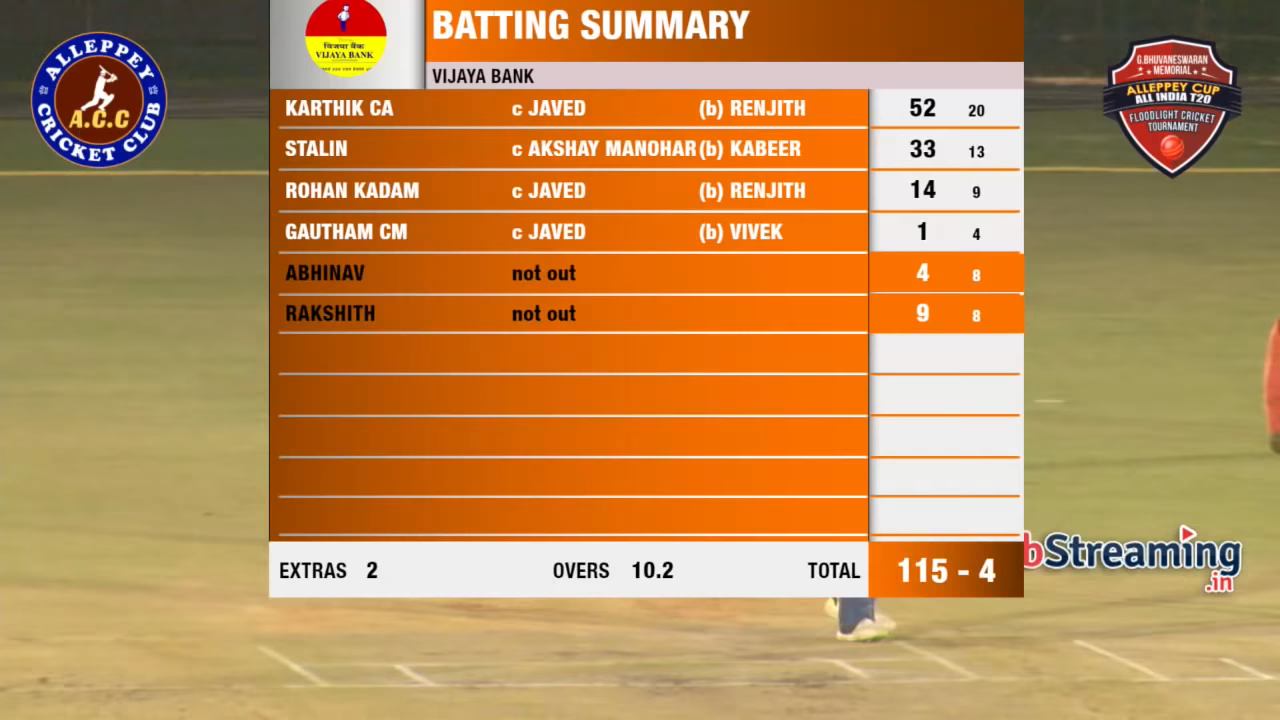 ALLEPPEY
CRICKET CLUB
A.C.C
विजया बैंक
VIJAYA BANK
BATTING SUMMARY
VIJAYA BANK
G.BHUVANESWARAN
MEMORIAL
ALLEPPEY CUP
ALL INDIA T20
FLOODLIGHT CRICKET
TOURNAMENT
KARTHIK CA c JAVED (b) RENJITH 52 20
STALIN c AKSHAY MANOHAR (b) KABEER 33 13
ROHAN KADAM c JAVED (b) RENJITH 14 9
GAUTHAM CM c JAVED (b) VIVEK 1 4
ABHINAV not out 4 8
RAKSHITH not out 9 8
EXTRAS 2 OVERS 10.2 TOTAL 115 - 4
bStreaming
.in